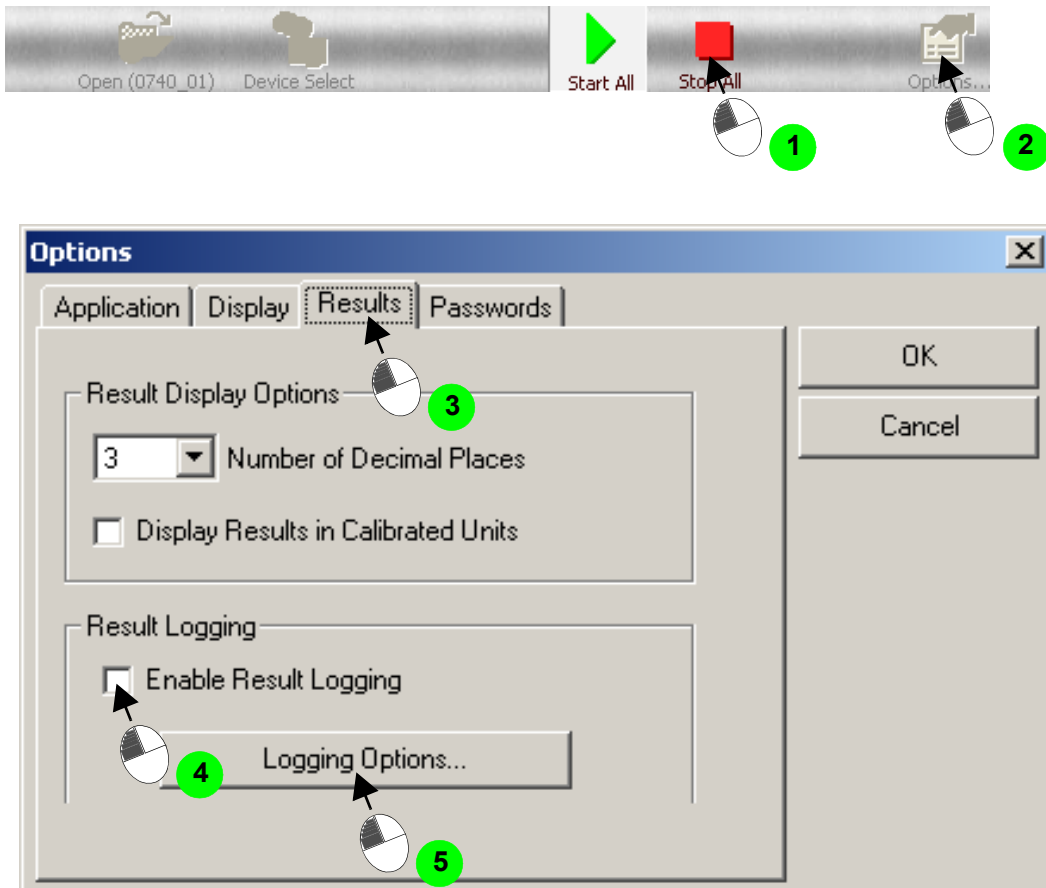 Open (0740_01) Device Select Start All Stop All Options...
1
2
Options
Application Display Results Passwords
OK
3
Result Display Options
Cancel
3 Number of Decimal Places
Display Results in Calibrated Units
Result Logging
Enable Result Logging
4
Logging Options...
5